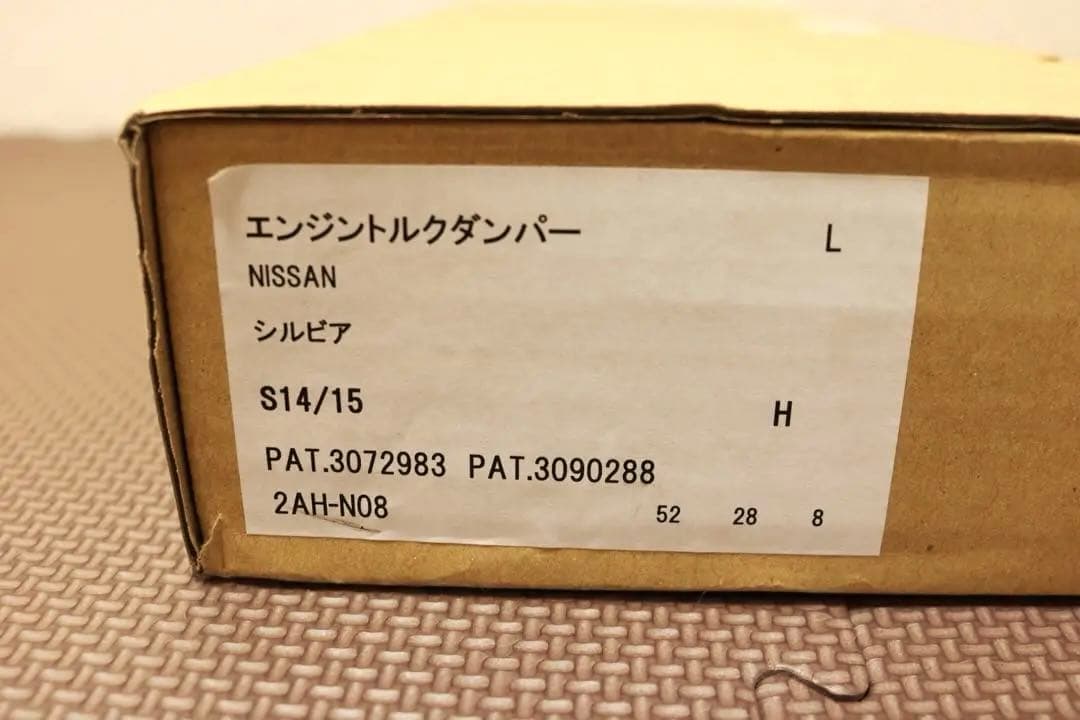 エンジントルクダンパー L
NISSAN
シルビア
S14/15 H
PAT.3072983 PAT.3090288
2AH-N08 52 28 8